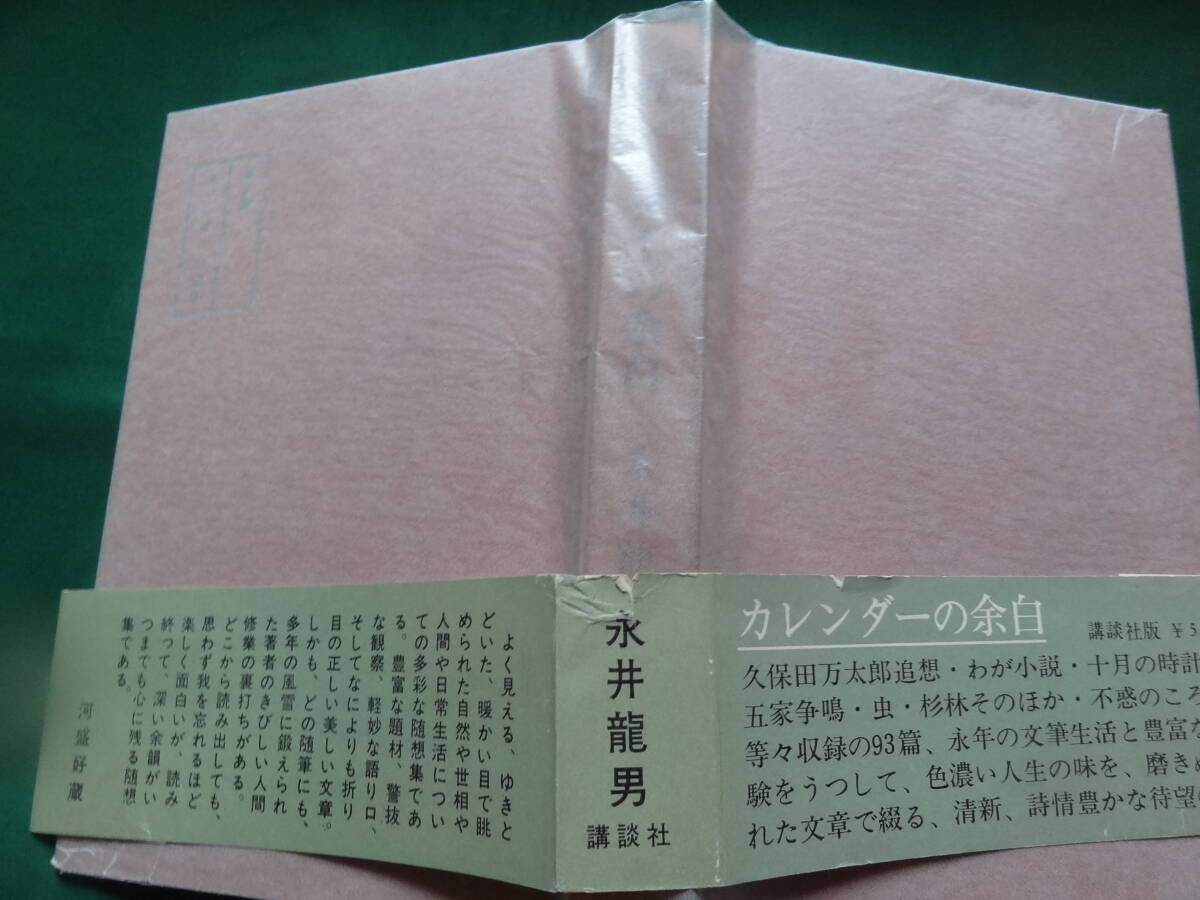 カレンダーの余白
講談社版 ¥5
久保田万太郎追想・わが小説・十月の時計
五家争鳴・虫・杉林そのほか・不惑のころ
等々収録の93篇、永年の文筆生活と豊富な
験をうつして、色濃い人生の味を、磨きぬ
れた文章で綴る、清新、詩情豊かな待望
永井龍男
講談社
よく見える、ゆきと
どいた、暖かい目で眺
められた自然や世相や
人間や日常生活につい
ての多彩な随想集であ
る。豊富な題材、警抜
な観察、軽妙な語り口、
そしてなによりも折り
目の正しい美しい文章。
しかも、どの随筆にも、
多年の風雪に鍛えられ
た著者のきびしい人間
修業の裏打ちがある。
どこから読み出しても、
思わず我を忘れるほど
楽しく面白いが、読み
終って、深い余韻がい
つまでも心に残る随想
集である。
河盛好蔵